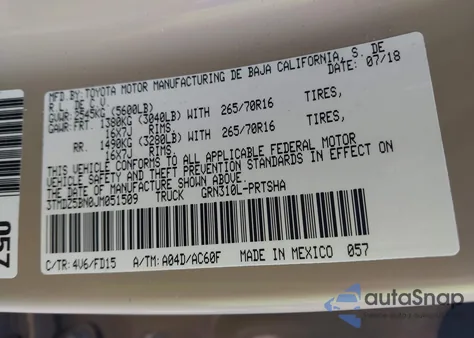 MFD.BY:TOYOTA MOTOR MANUFACTURING DE BAJA CALIFORNIA, S. DE
R.L. DE C.V. DATE: 07/18
GVWR: 2545KG (5600LB)
GAWR: FRT. 1380KG (3040LB) WITH 265/70R16 TIRES,
16X7J RIMS
RR. 1490KG (3280LB) WITH 265/70R16 TIRES,
16X7J RIMS
THIS VEHICLE CONFORMS TO ALL APPLICABLE FEDERAL MOTOR
VEHICLE SAFETY AND THEFT PREVENTION STANDARDS IN EFFECT ON
THE DATE OF MANUFACTURE SHOWN ABOVE.
3TMDZ5BN0JM051509 TRUCK GRN310L-PRTSHA
C/TR: 4V6/FD15 A/TM: A04D/AC60F MADE IN MEXICO 057
057
autoSnap